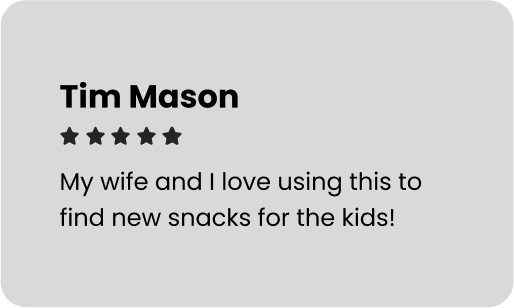 Tim Mason
★★★★★
My wife and I love using this to
find new snacks for the kids!